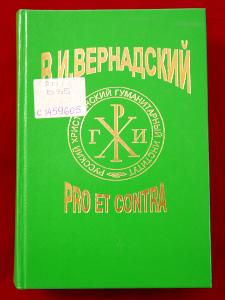 В.И.ВЕРНАДСКИЙ
С1459605
РУССКИЙ ХРИСТИАНСКИЙ ГУМАНИТАРНЫЙ ИНСТИТУТ
Г И
PRO ET CONTRA